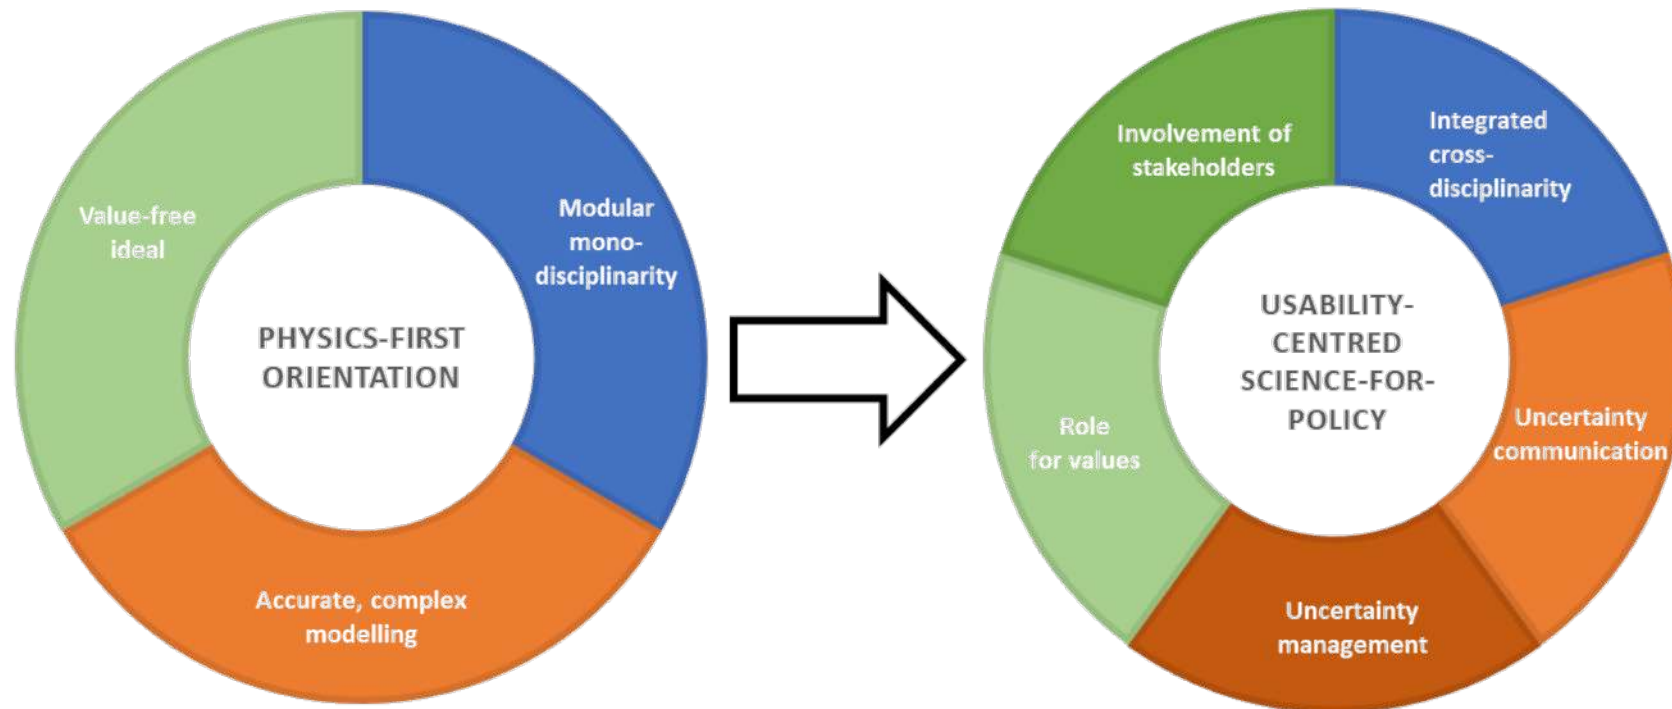 Value-free
ideal
Modular
mono-
disciplinarity
PHYSICS-FIRST
ORIENTATION
Accurate, complex
modelling
Involvement of
stakeholders
Integrated
cross-
disciplinarity
USABILITY-
CENTRED
SCIENCE-FOR-
POLICY
Role
for values
Uncertainty
communication
Uncertainty
management